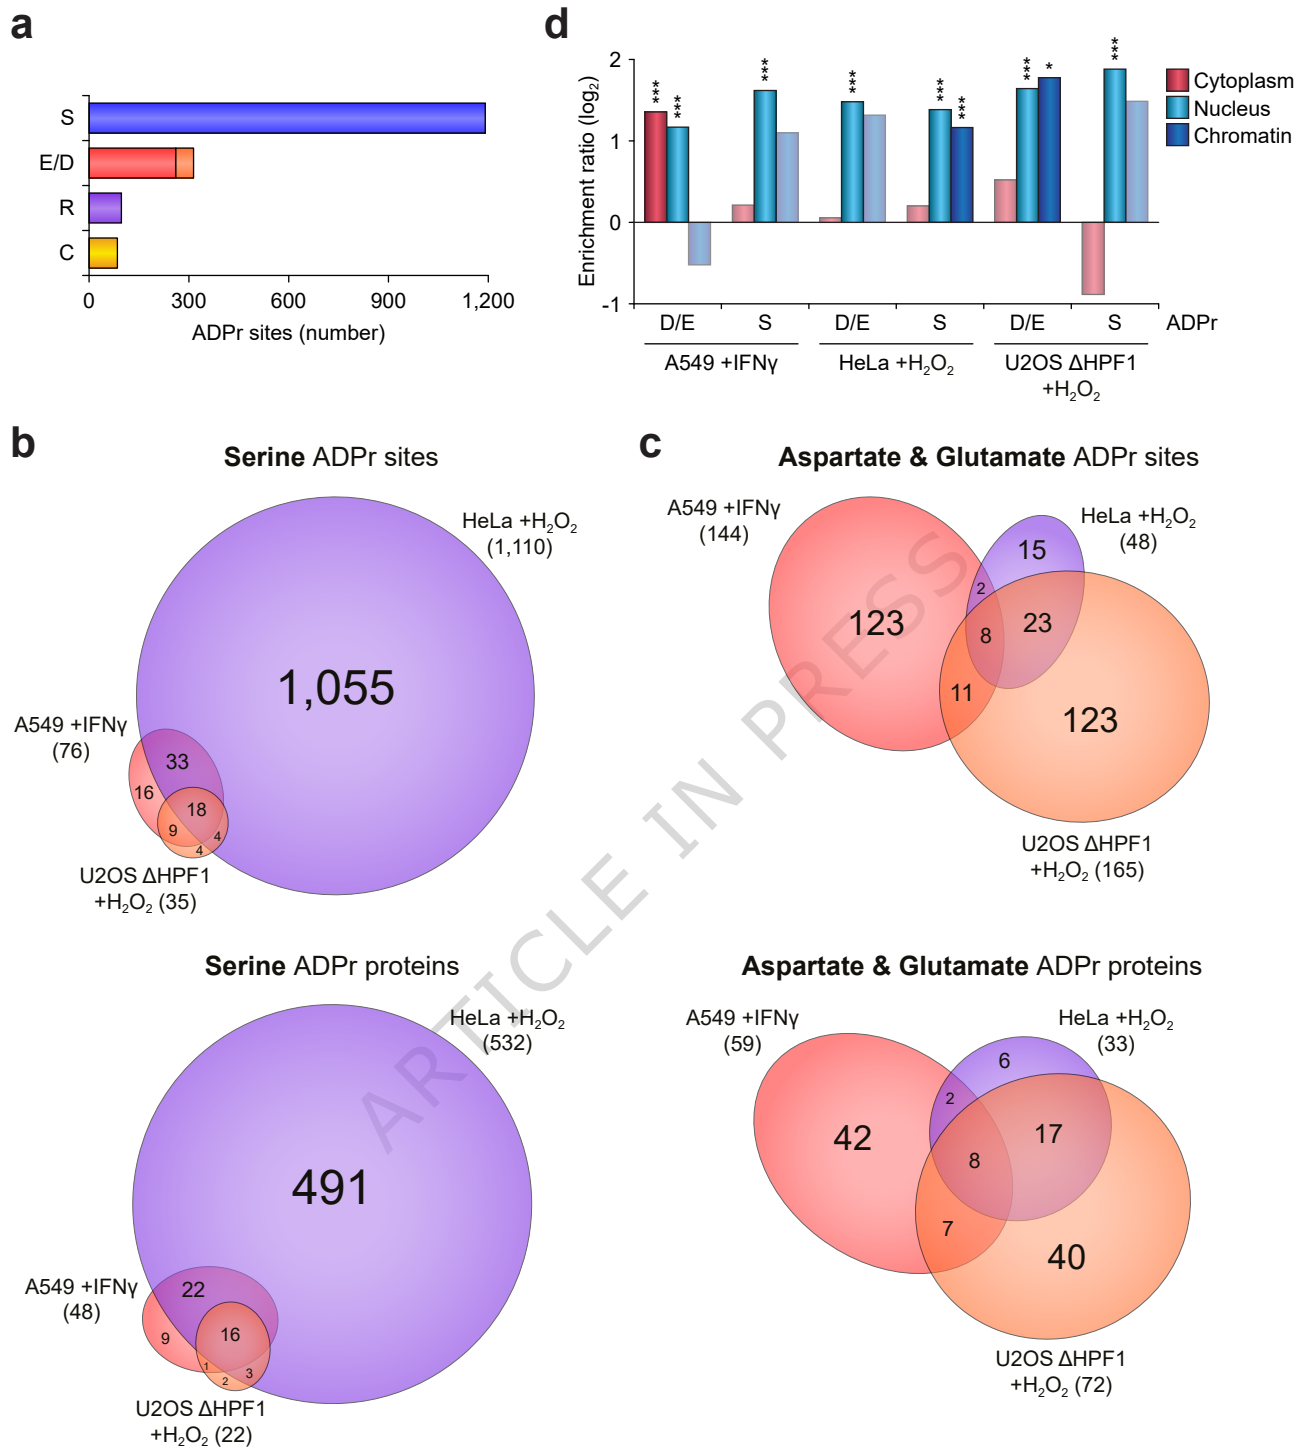 a
S
E/D
R
C
0 300 600 900 1,200
ADPr sites (number)
d
Enrichment ratio (log₂)
2
1
0
-1
*** *** *** *** *** *** *** * ***
Cytoplasm
Nucleus
Chromatin
D/E S D/E S D/E S ADPr
A549 +IFNγ HeLa +H₂O₂ U2OS ΔHPF1
+H₂O₂
b
Serine ADPr sites
HeLa +H₂O₂
(1,110)
1,055
A549 +IFNγ
(76)
33
16
18
9
4
4
U2OS ΔHPF1
+H₂O₂ (35)
Serine ADPr proteins
HeLa +H₂O₂
(532)
491
A549 +IFNγ
(48)
22
9
16
1
3
2
U2OS ΔHPF1
+H₂O₂ (22)
c
Aspartate & Glutamate ADPr sites
A549 +IFNγ
(144)
HeLa +H₂O₂
(48)
15
2
123
8
23
11
123
U2OS ΔHPF1
+H₂O₂ (165)
Aspartate & Glutamate ADPr proteins
A549 +IFNγ
(59)
HeLa +H₂O₂
(33)
6
2
42
17
8
7
40
U2OS ΔHPF1
+H₂O₂ (72)
ARTICLE IN PRESS